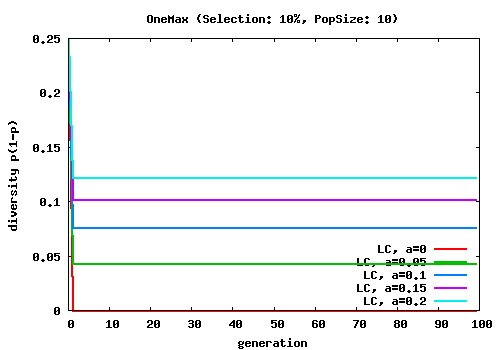 OneMax (Selection: 10%, PopSize: 10)
0.25
0.2
0.15
0.1
0.05
0
diversity p(1-p)
LC, a=0
LC, a=0.05
LC, a=0.1
LC, a=0.15
LC, a=0.2
0 10 20 30 40 50 60 70 80 90 100
generation